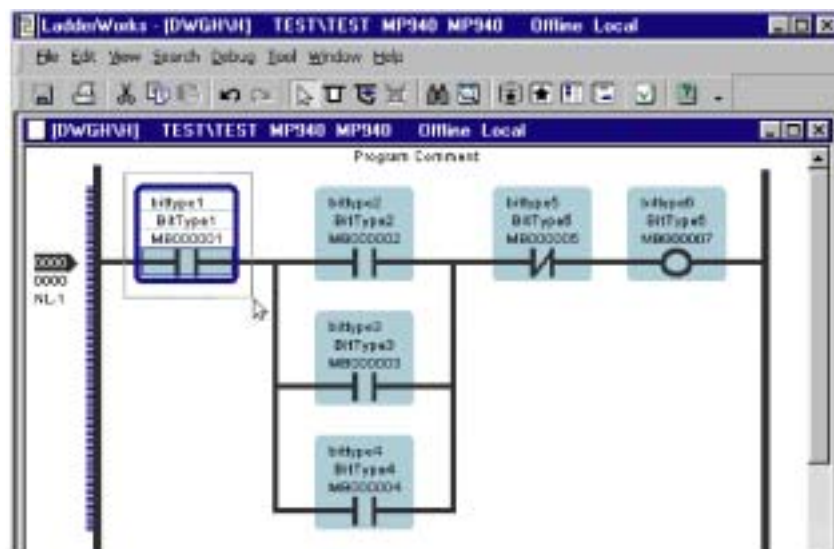 LadderWorks - [DWGH\H] TEST\TEST MP940 MP940 Offline Local
File Edit View Search Debug Tool Window Help
[DWGH\H] TEST\TEST MP940 MP940 Offline Local
Program Comment
bittype1
BitType1
MB000001
bittype2
BitType2
MB000002
bittype5
BitType5
MB000005
bittype6
BitType6
MB000007
0000
0000
NL-1
bittype3
BitType3
MB000003
bittype4
BitType4
MB000004